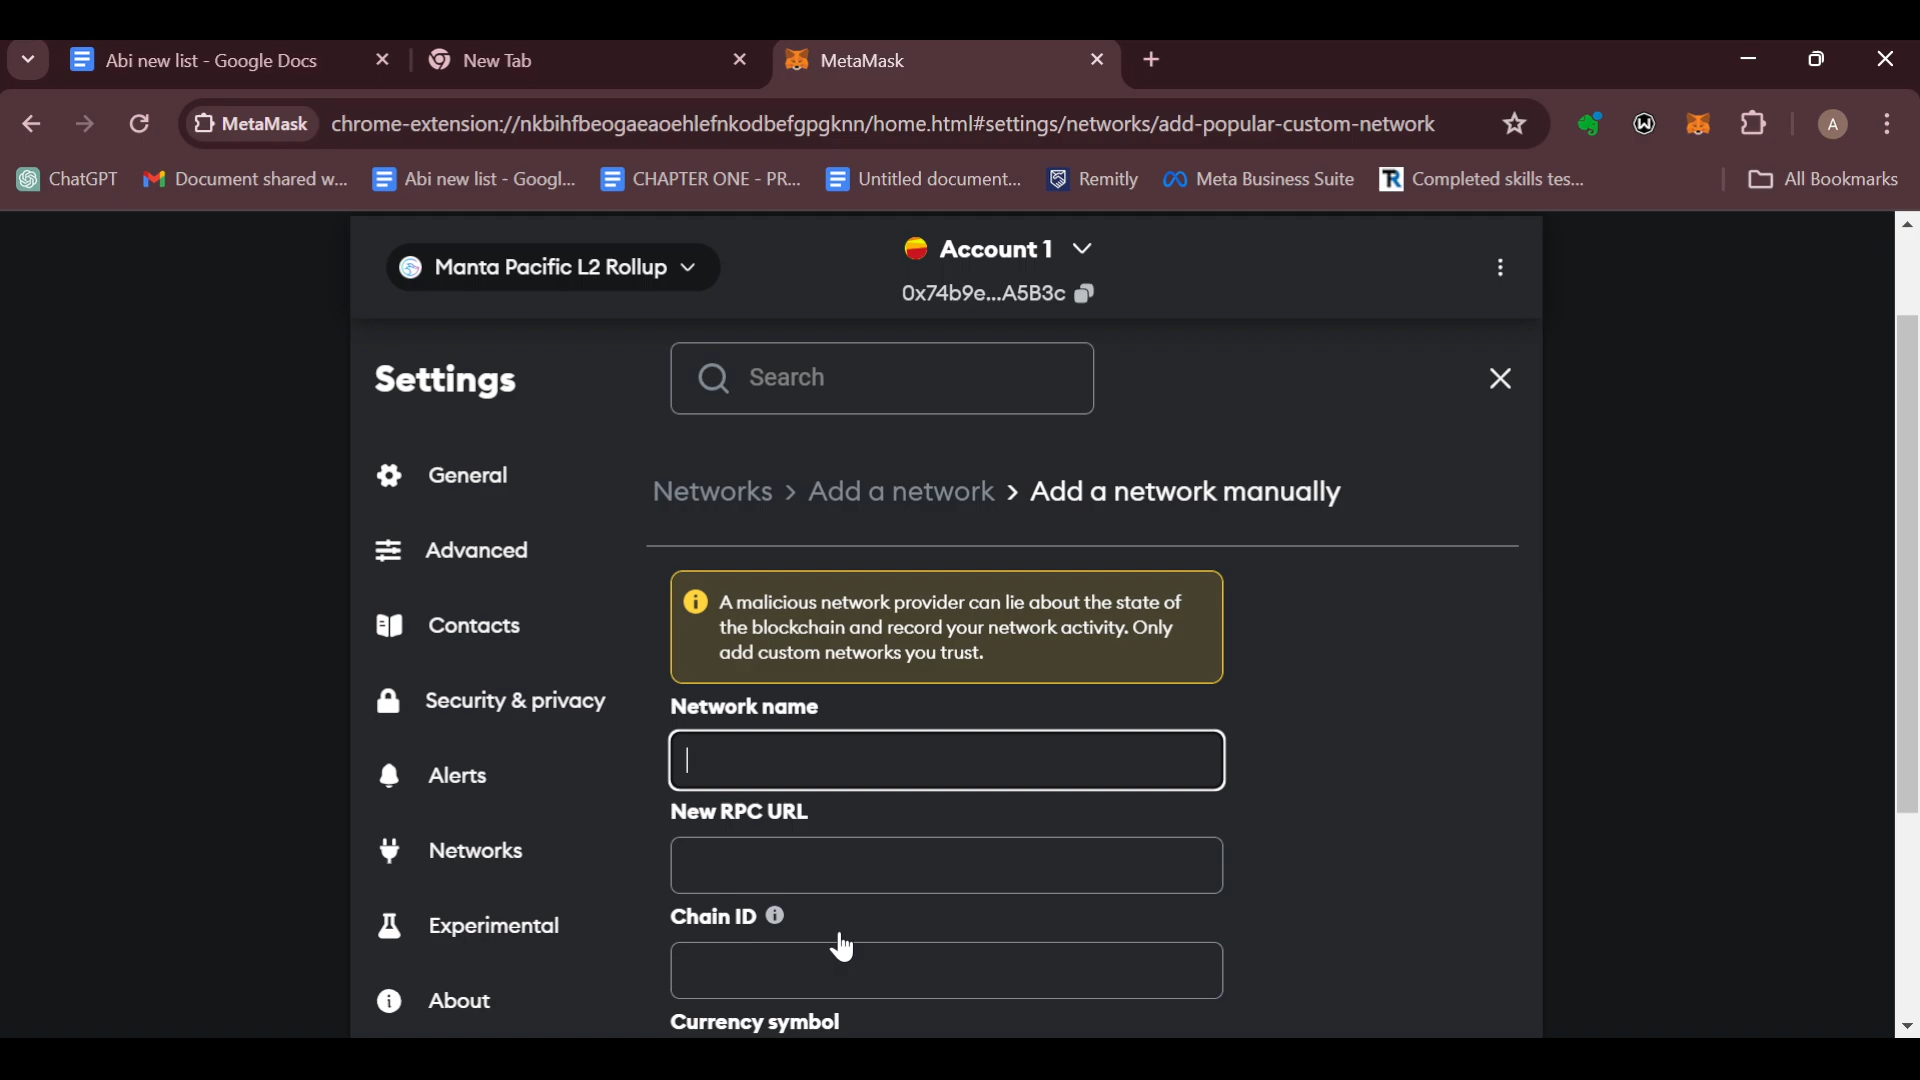 Abi new list - Google Docs
New Tab
MetaMask
MetaMask
chrome-extension://nkbihfbeogaeaoehlefnkodbefgpgknn/home.html#settings/networks/add-popular-custom-network
A
ChatGPT
Document shared w...
Abi new list - Googl...
CHAPTER ONE - PR...
Untitled document...
Remitly
Meta Business Suite
TR
Completed skills tes...
All Bookmarks
Manta Pacific L2 Rollup
Account 1
0x74b9e...A5B3c
Settings
Search
General
Advanced
Contacts
Security & privacy
Alerts
Networks
Experimental
About
Networks > Add a network > Add a network manually
A malicious network provider can lie about the state of
the blockchain and record your network activity. Only
add custom networks you trust.
Network name
New RPC URL
Chain ID
Currency symbol